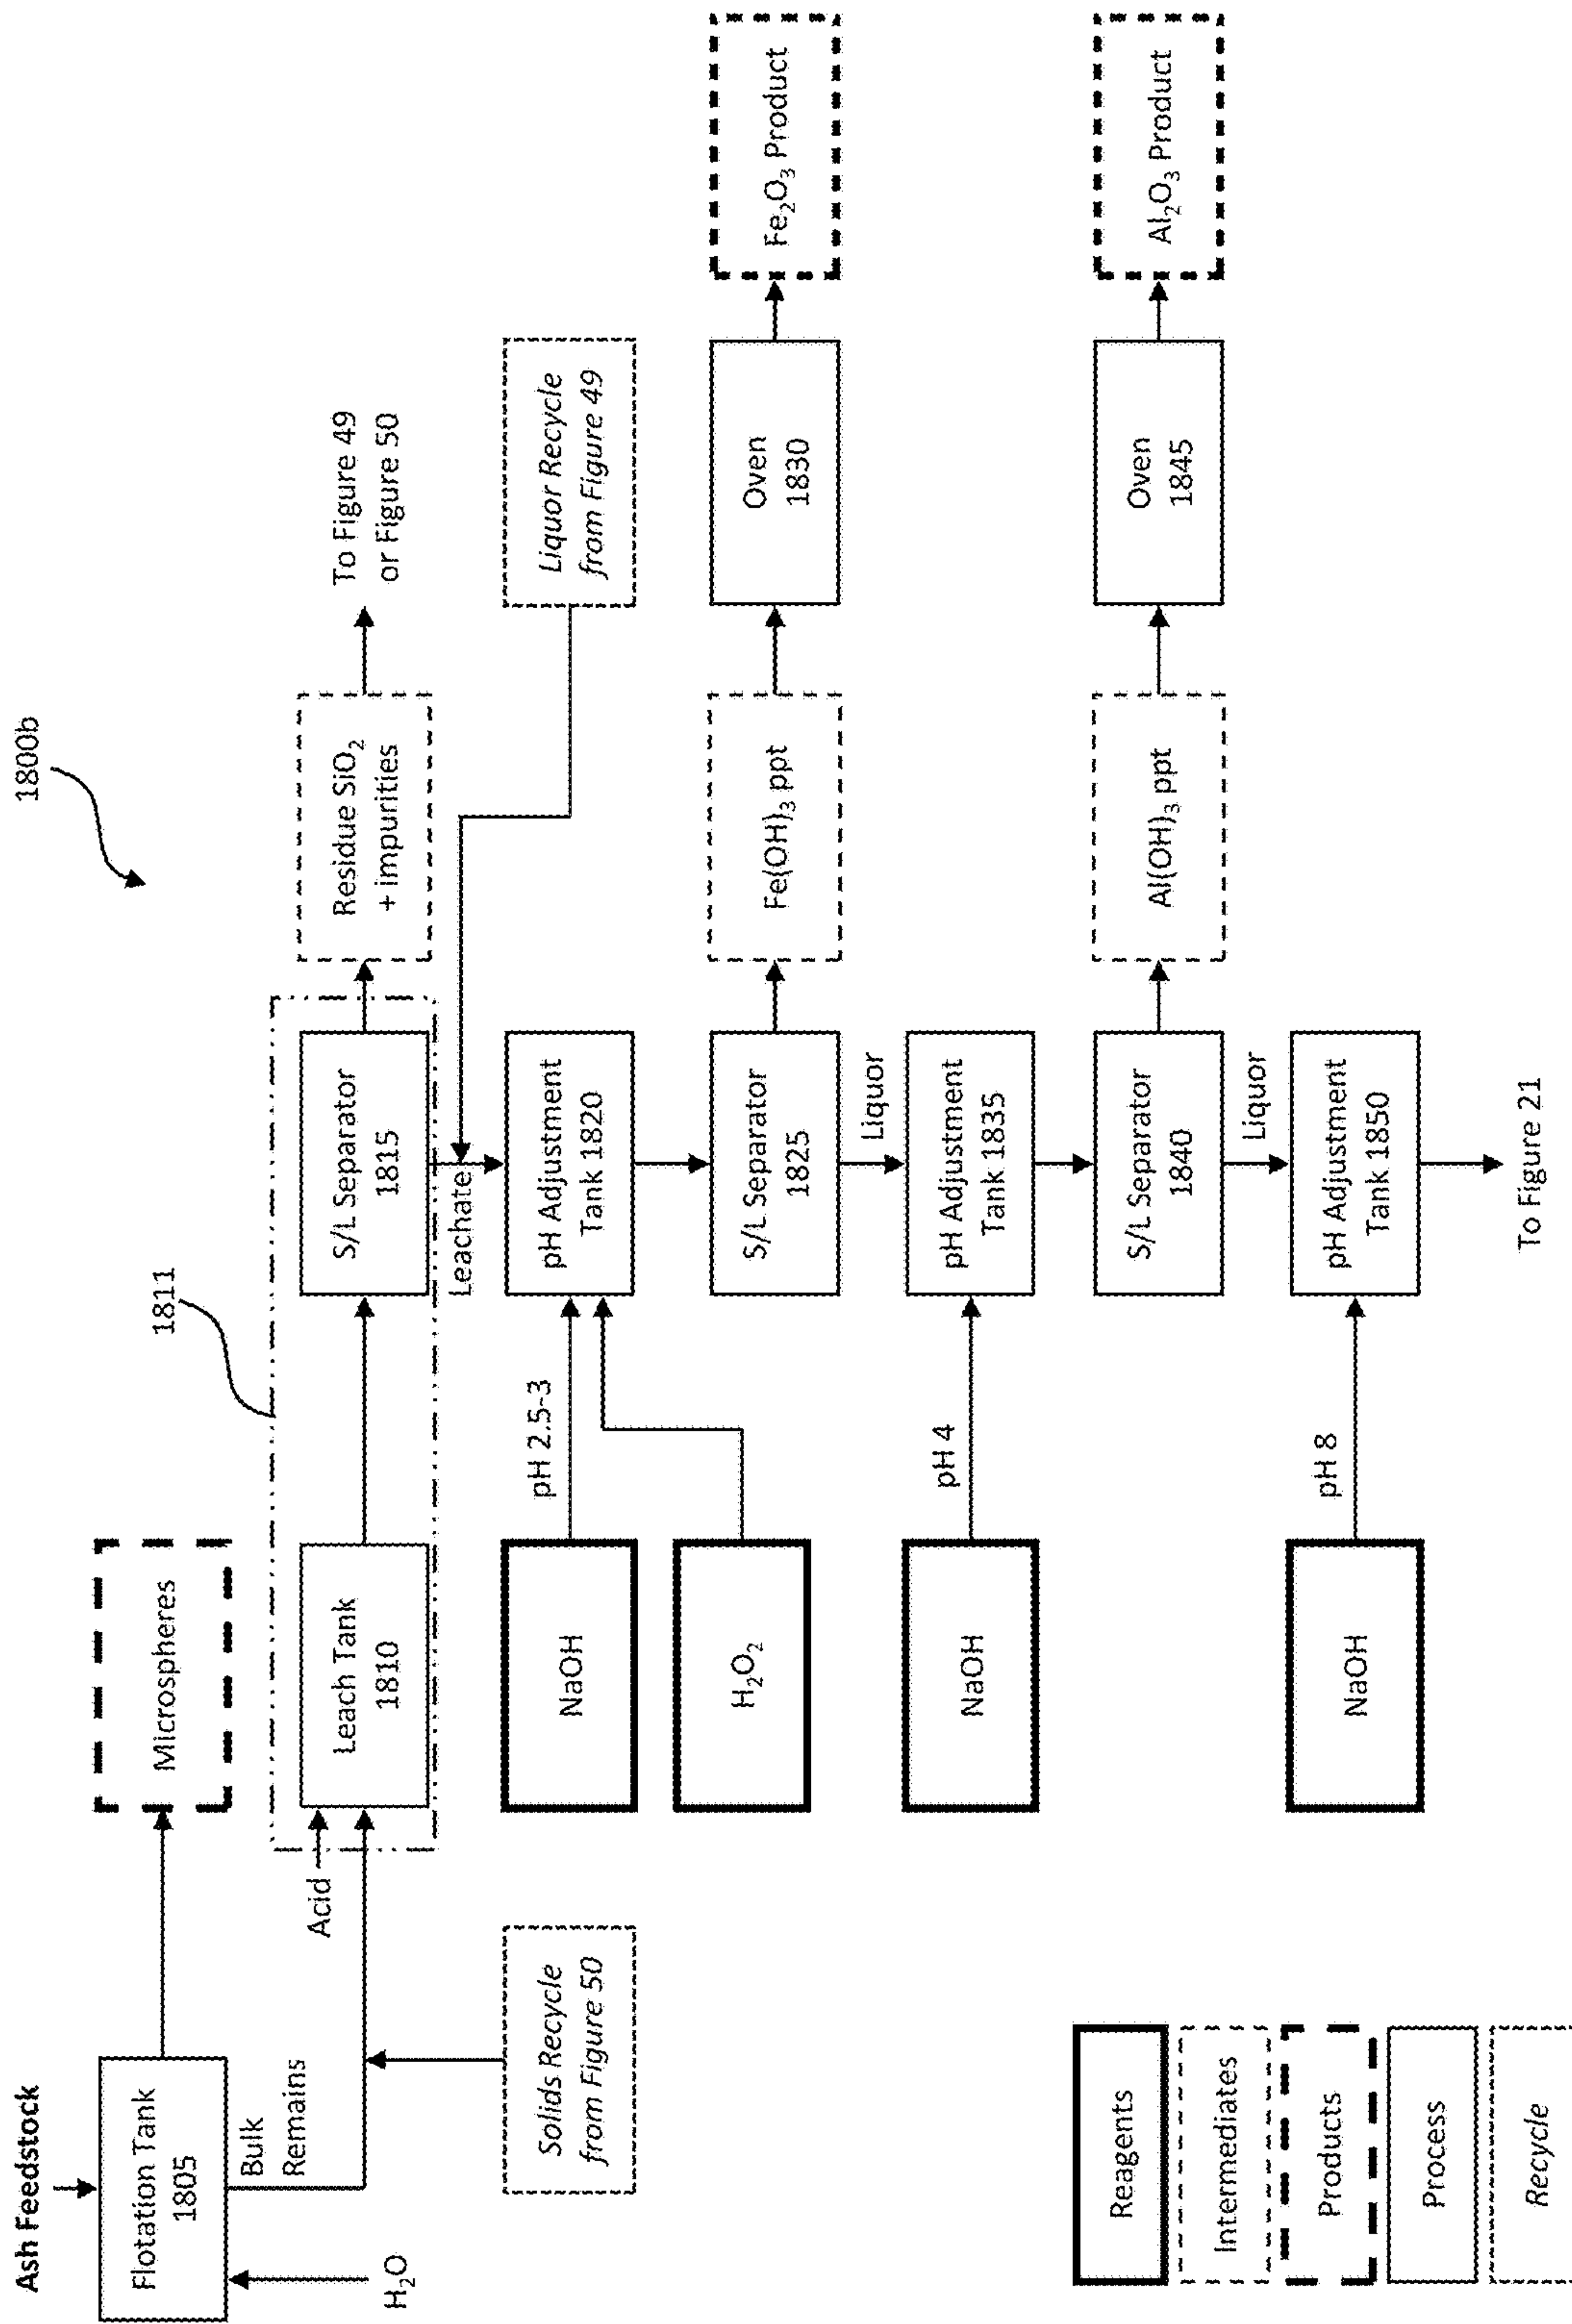 1800b
Ash Feedstock
Flotation Tank
1805
H2O
Bulk
Remains
Microspheres
1811
Acid
Leach Tank
1810
S/L Separator
1815
Residue SiO2
+ impurities
To Figure 49
or Figure 50
Solids Recycle
from Figure 50
Leachate
Liquor Recycle
from Figure 49
NaOH
pH 2.5-3
pH Adjustment
Tank 1820
H2O2
S/L Separator
1825
Fe(OH)3 ppt
Oven
1830
Fe2O3 Product
Liquor
NaOH
pH 4
pH Adjustment
Tank 1835
S/L Separator
1840
Al(OH)3 ppt
Oven
1845
Al2O3 Product
Liquor
NaOH
pH 8
pH Adjustment
Tank 1850
To Figure 21
Reagents
Intermediates
Products
Process
Recycle